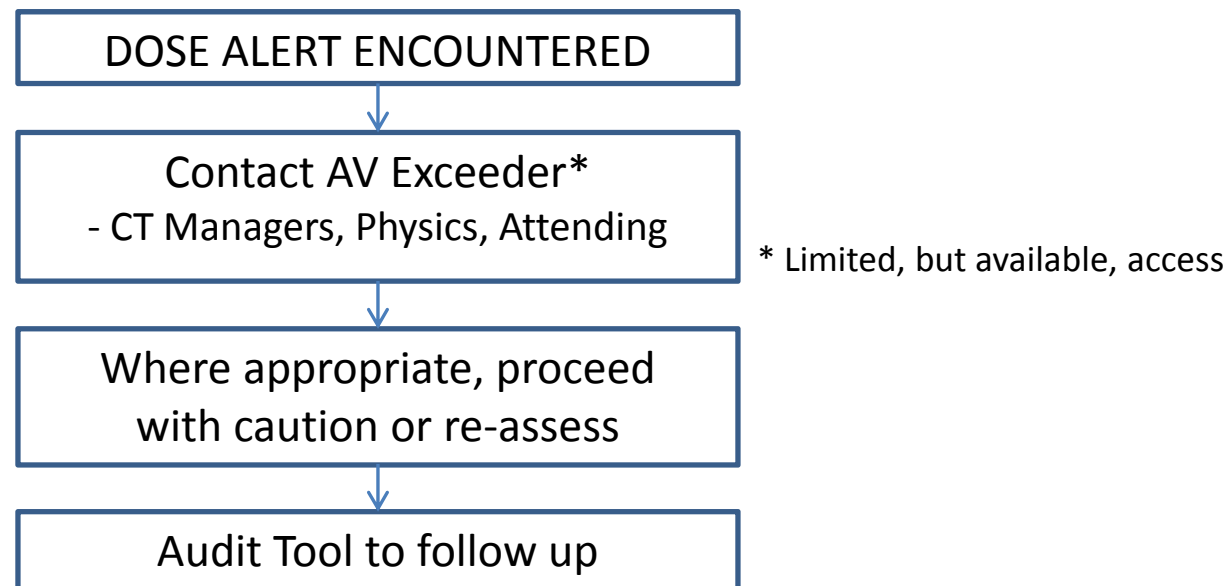 DOSE ALERT ENCOUNTERED
Contact AV Exceeder*
- CT Managers, Physics, Attending
* Limited, but available, access
Where appropriate, proceed
with caution or re-assess
Audit Tool to follow up